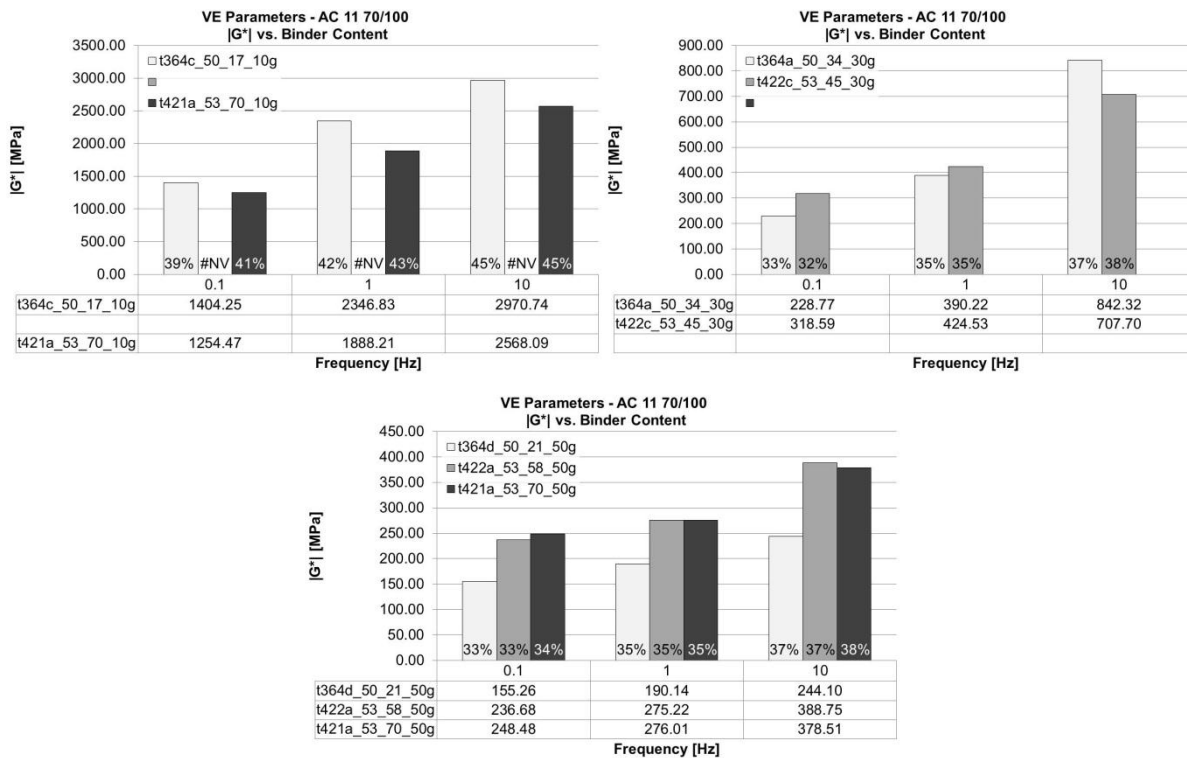 VE Parameters - AC 11 70/100
|G*| vs. Binder Content
3500.00
3000.00
2500.00
2000.00
1500.00
1000.00
500.00
0.00
|G*| [MPa]
t364c_50_17_10g
t421a_53_70_10g
39% #NV 41% 42% #NV 43% 45% #NV 45%
0.1 1 10
t364c_50_17_10g 1404.25 2346.83 2970.74
t421a_53_70_10g 1254.47 1888.21 2568.09
Frequency [Hz]
VE Parameters - AC 11 70/100
|G*| vs. Binder Content
900.00
800.00
700.00
600.00
500.00
400.00
300.00
200.00
100.00
0.00
|G*| [MPa]
t364a_50_34_30g
t422c_53_45_30g
33% 32% 35% 35% 37% 38%
0.1 1 10
t364a_50_34_30g 228.77 390.22 842.32
t422c_53_45_30g 318.59 424.53 707.70
Frequency [Hz]
VE Parameters - AC 11 70/100
|G*| vs. Binder Content
450.00
400.00
350.00
300.00
250.00
200.00
150.00
100.00
50.00
0.00
|G*| [MPa]
t364d_50_21_50g
t422a_53_58_50g
t421a_53_70_50g
33% 33% 34% 35% 35% 35% 37% 37% 38%
0.1 1 10
t364d_50_21_50g 155.26 190.14 244.10
t422a_53_58_50g 236.68 275.22 388.75
t421a_53_70_50g 248.48 276.01 378.51
Frequency [Hz]